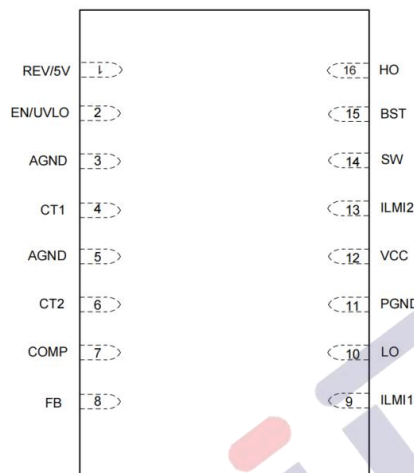 REV/5V 1 16 HO
EN/UVLO 2 15 BST
AGND 3 14 SW
CT1 4 13 ILMI2
AGND 5 12 VCC
CT2 6 11 PGND
COMP 7 10 LO
FB 8 9 ILMI1